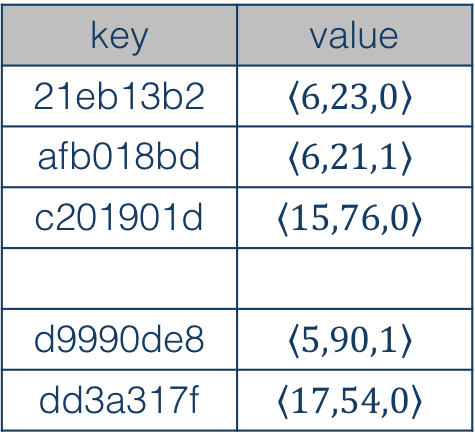 key value
21eb13b2 ⟨6,23,0⟩
afb018bd ⟨6,21,1⟩
c201901d ⟨15,76,0⟩
d9990de8 ⟨5,90,1⟩
dd3a317f ⟨17,54,0⟩